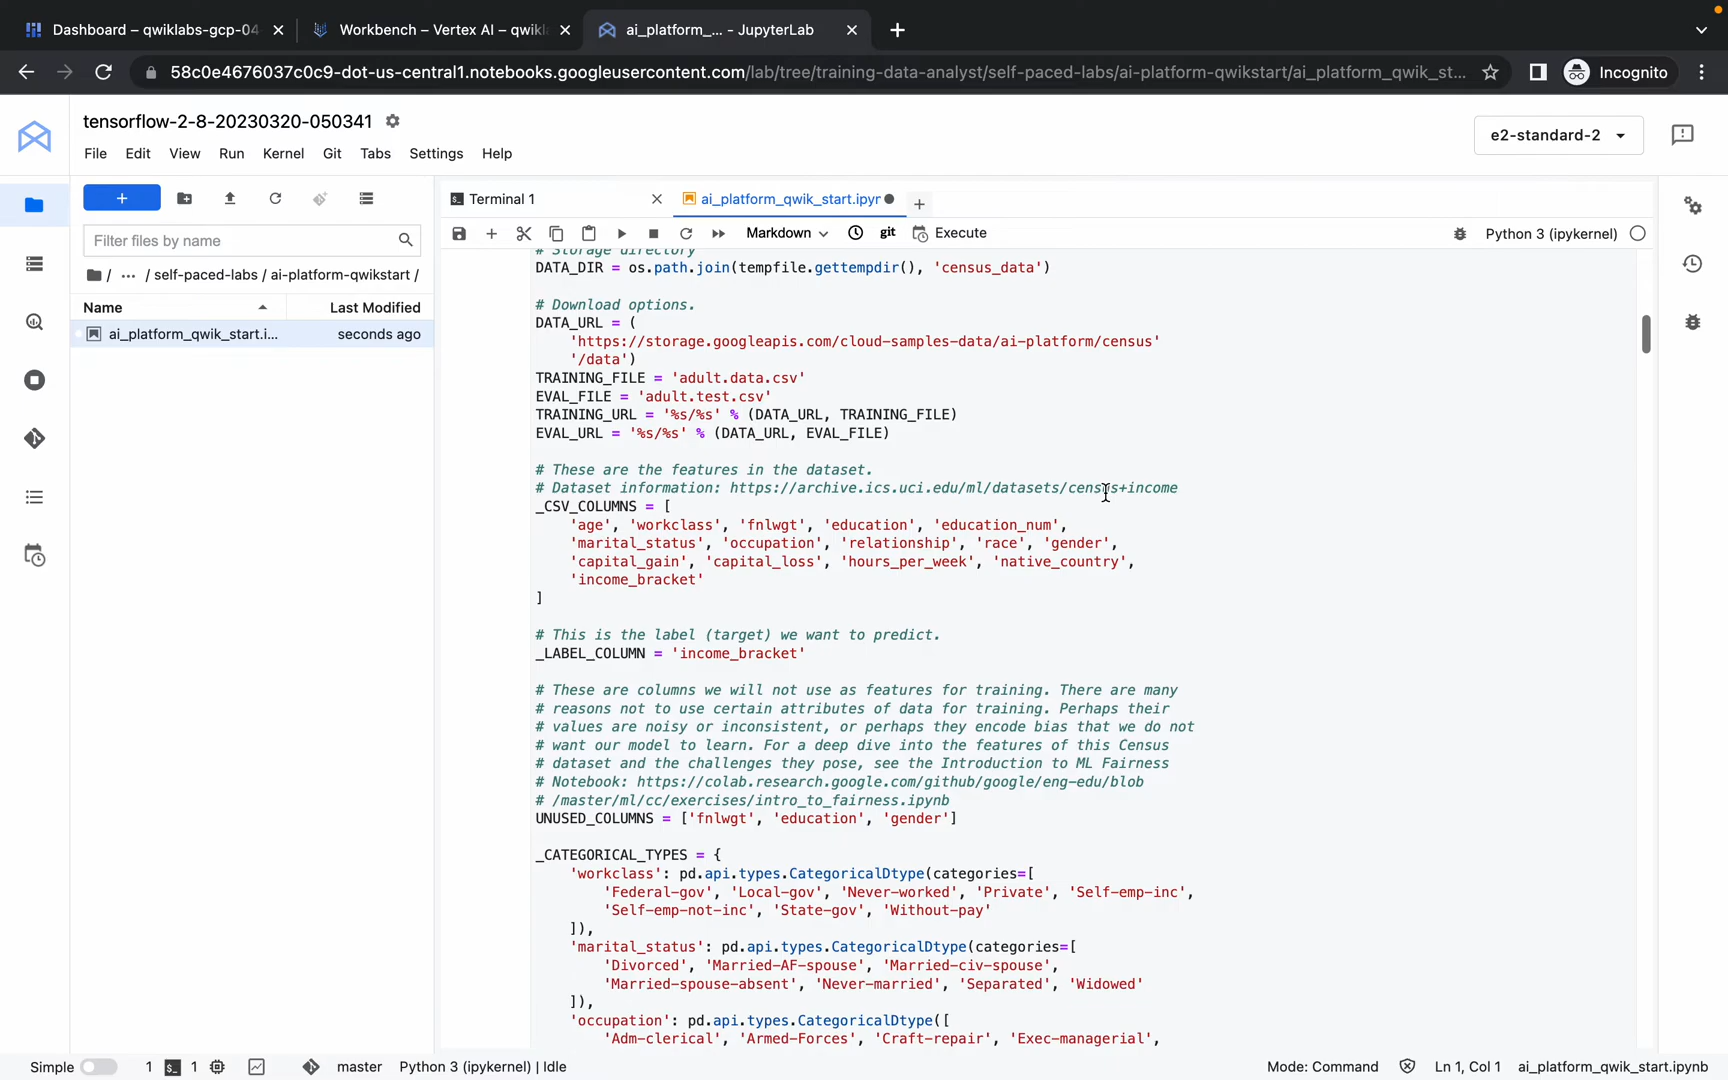 Dashboard – qwiklabs-gcp-04
Workbench – Vertex AI – qwikl
ai_platform_... - JupyterLab
58c0e4676037c0c9-dot-us-central1.notebooks.googleusercontent.com/lab/tree/training-data-analyst/self-paced-labs/ai-platform-qwikstart/ai_platform_qwik_st...
Incognito
tensorflow-2-8-20230320-050341
e2-standard-2
File Edit View Run Kernel Git Tabs Settings Help
Terminal 1
ai_platform_qwik_start.ipyr
Filter files by name
Markdown
git
Execute
Python 3 (ipykernel)
/ ... / self-paced-labs / ai-platform-qwikstart /
Name
Last Modified
ai_platform_qwik_start.i...
seconds ago
# Storage directory
DATA_DIR = os.path.join(tempfile.gettempdir(), 'census_data')
# Download options.
DATA_URL = (
'https://storage.googleapis.com/cloud-samples-data/ai-platform/census'
'/data')
TRAINING_FILE = 'adult.data.csv'
EVAL_FILE = 'adult.test.csv'
TRAINING_URL = '%s/%s' % (DATA_URL, TRAINING_FILE)
EVAL_URL = '%s/%s' % (DATA_URL, EVAL_FILE)
# These are the features in the dataset.
# Dataset information: https://archive.ics.uci.edu/ml/datasets/census+income
_CSV_COLUMNS = [
'age', 'workclass', 'fnlwgt', 'education', 'education_num',
'marital_status', 'occupation', 'relationship', 'race', 'gender',
'capital_gain', 'capital_loss', 'hours_per_week', 'native_country',
'income_bracket'
]
# This is the label (target) we want to predict.
_LABEL_COLUMN = 'income_bracket'
# These are columns we will not use as features for training. There are many
# reasons not to use certain attributes of data for training. Perhaps their
# values are noisy or inconsistent, or perhaps they encode bias that we do not
# want our model to learn. For a deep dive into the features of this Census
# dataset and the challenges they pose, see the Introduction to ML Fairness
# Notebook: https://colab.research.google.com/github/google/eng-edu/blob
# /master/ml/cc/exercises/intro_to_fairness.ipynb
UNUSED_COLUMNS = ['fnlwgt', 'education', 'gender']
_CATEGORICAL_TYPES = {
'workclass': pd.api.types.CategoricalDtype(categories=[
'Federal-gov', 'Local-gov', 'Never-worked', 'Private', 'Self-emp-inc',
'Self-emp-not-inc', 'State-gov', 'Without-pay'
]),
'marital_status': pd.api.types.CategoricalDtype(categories=[
'Divorced', 'Married-AF-spouse', 'Married-civ-spouse',
'Married-spouse-absent', 'Never-married', 'Separated', 'Widowed'
]),
'occupation': pd.api.types.CategoricalDtype([
'Adm-clerical', 'Armed-Forces', 'Craft-repair', 'Exec-managerial',
Simple
1
1
master
Python 3 (ipykernel) | Idle
Mode: Command
Ln 1, Col 1
ai_platform_qwik_start.ipynb